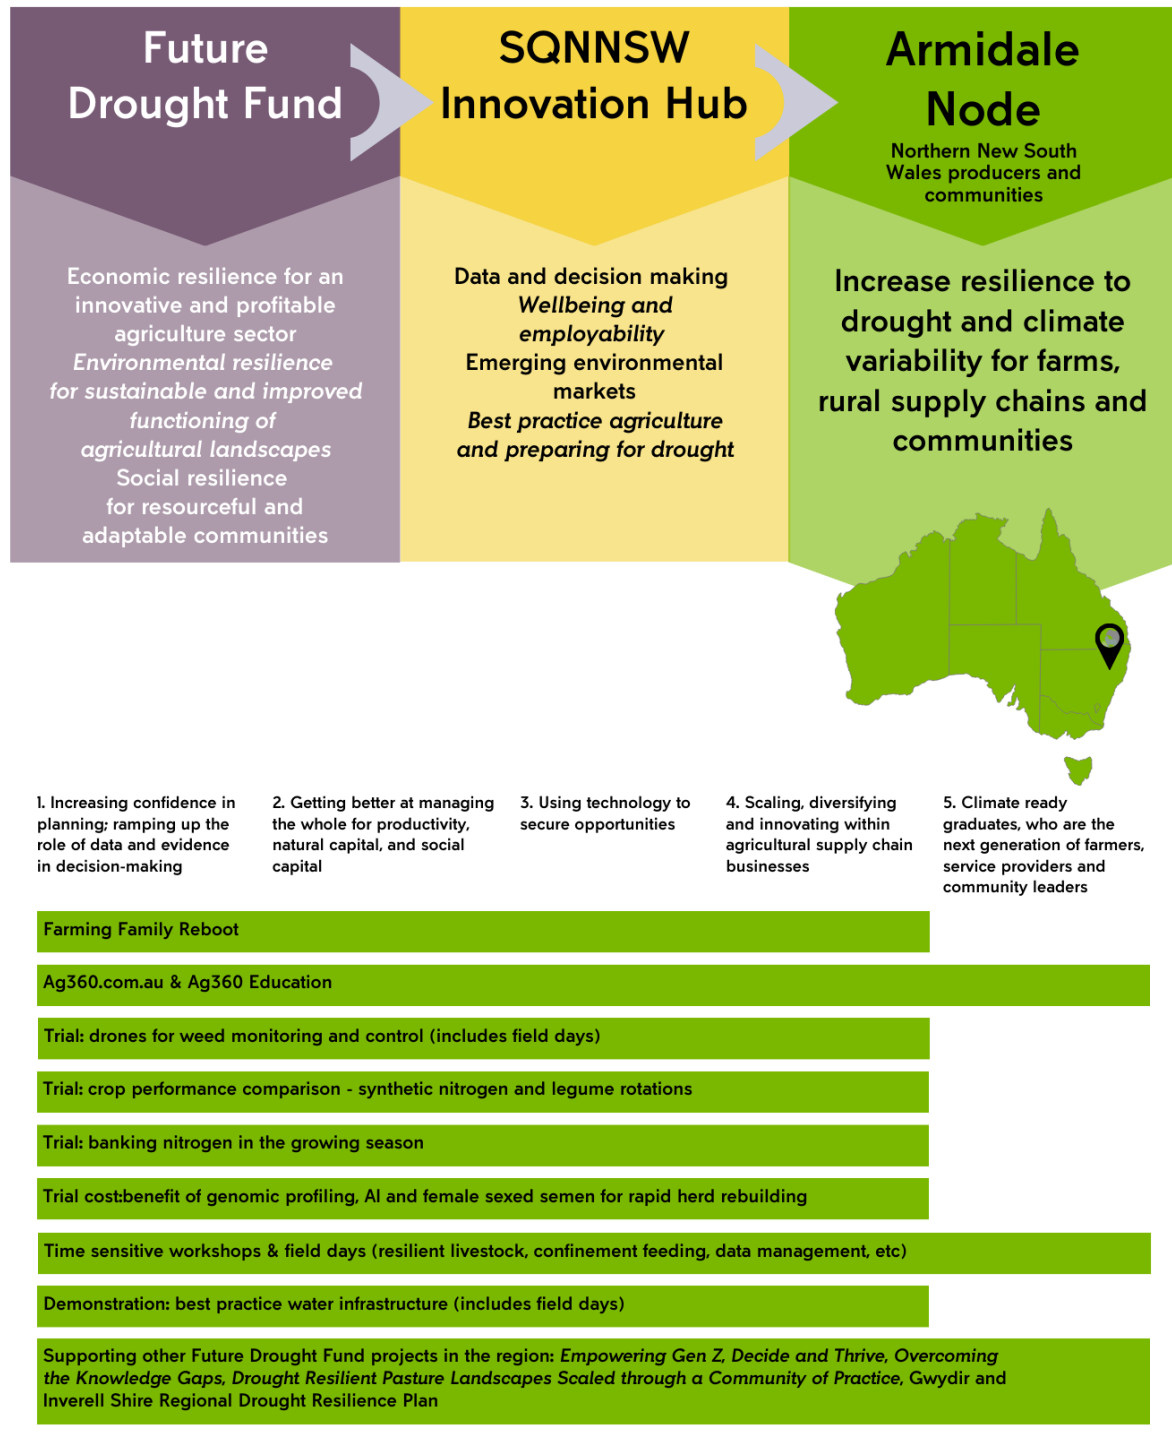 Future
Drought Fund
SQNNSW
Innovation Hub
Armidale
Node
Northern New South
Wales producers and
communities
Economic resilience for an
innovative and profitable
agriculture sector
Environmental resilience
for sustainable and improved
functioning of
agricultural landscapes
Social resilience
for resourceful and
adaptable communities
Data and decision making
Wellbeing and
employability
Emerging environmental
markets
Best practice agriculture
and preparing for drought
Increase resilience to
drought and climate
variability for farms,
rural supply chains and
communities
1. Increasing confidence in
planning; ramping up the
role of data and evidence
in decision-making
2. Getting better at managing
the whole for productivity,
natural capital, and social
capital
3. Using technology to
secure opportunities
4. Scaling, diversifying
and innovating within
agricultural supply chain
businesses
5. Climate ready
graduates, who are the
next generation of farmers,
service providers and
community leaders
Farming Family Reboot
Ag360.com.au & Ag360 Education
Trial: drones for weed monitoring and control (includes field days)
Trial: crop performance comparison - synthetic nitrogen and legume rotations
Trial: banking nitrogen in the growing season
Trial cost:benefit of genomic profiling, AI and female sexed semen for rapid herd rebuilding
Time sensitive workshops & field days (resilient livestock, confinement feeding, data management, etc)
Demonstration: best practice water infrastructure (includes field days)
Supporting other Future Drought Fund projects in the region: Empowering Gen Z, Decide and Thrive, Overcoming
the Knowledge Gaps, Drought Resilient Pasture Landscapes Scaled through a Community of Practice, Gwydir and
Inverell Shire Regional Drought Resilience Plan